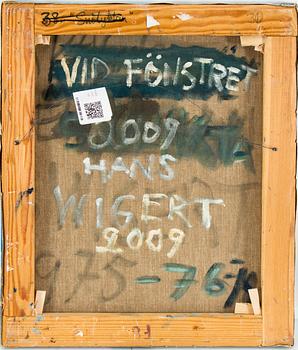 VID FÖNSTRET
2009
HANS
WIGERT
2009
975-76